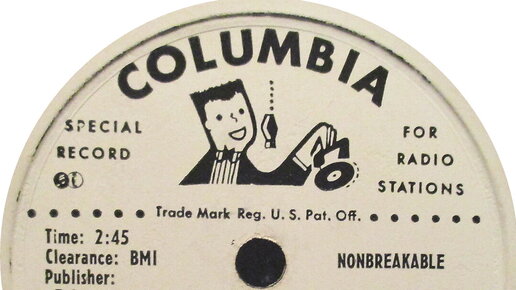 COLUMBIA
SPECIAL
RECORD
FOR
RADIO
STATIONS
Trade Mark Reg. U. S. Pat. Off.
Time: 2:45
Clearance: BMI
Publisher:
NONBREAKABLE